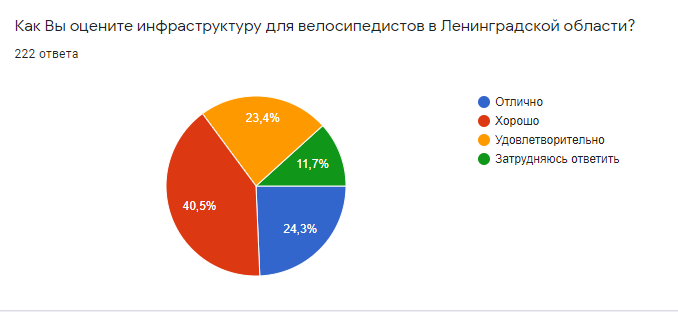 Как Вы оцените инфраструктуру для велосипедистов в Ленинградской области?
222 ответа
23,4%
11,7%
40,5%
24,3%
Отлично
Хорошо
Удовлетворительно
Затрудняюсь ответить